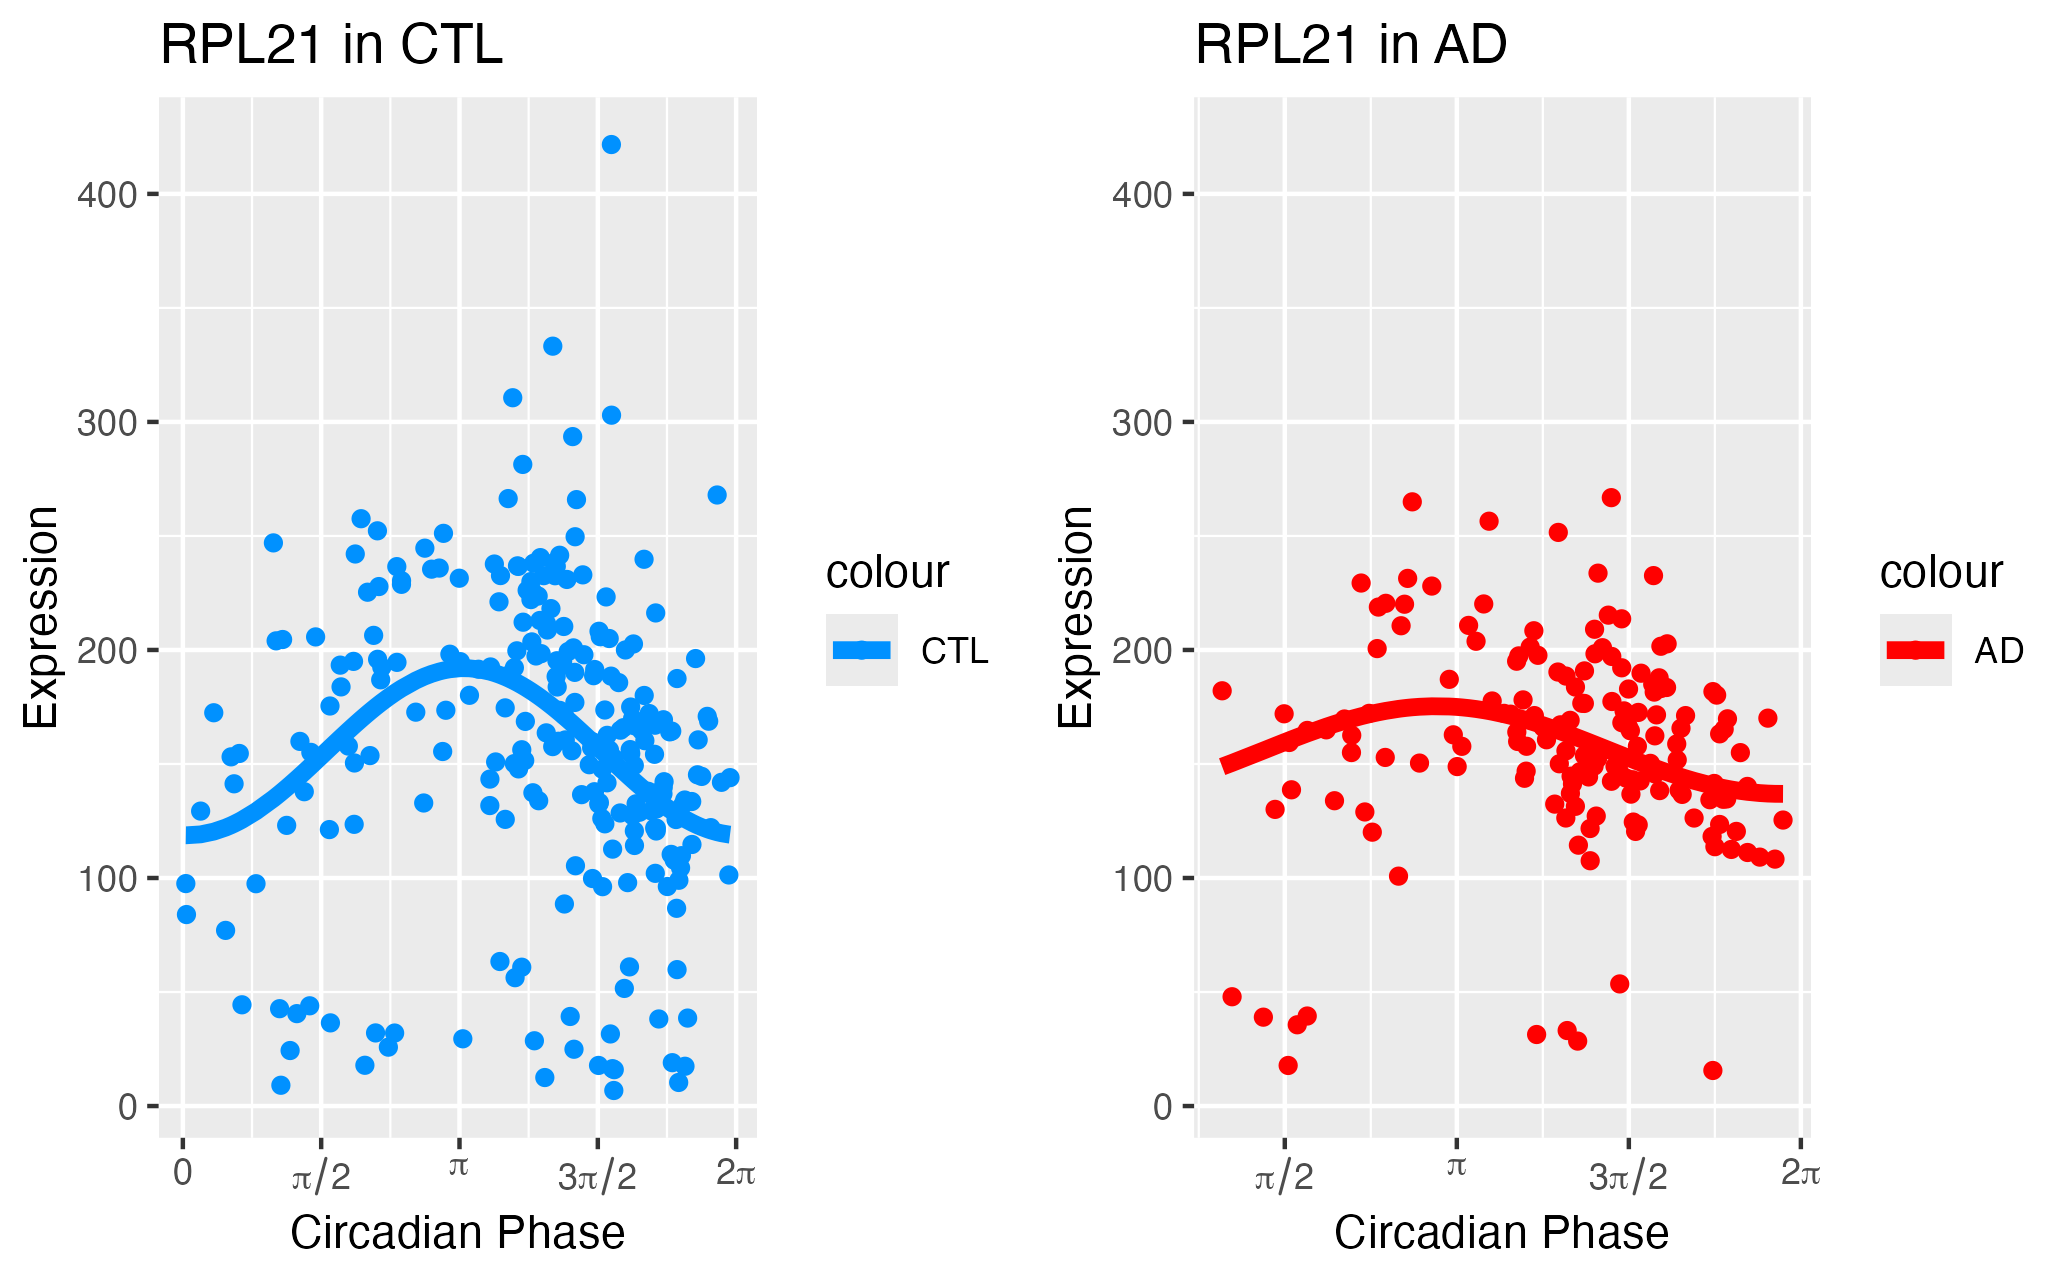 RPL21 in CTL
Expression
400
300
200
100
0
0 π/2 π 3π/2 2π
Circadian Phase
colour
CTL
RPL21 in AD
Expression
400
300
200
100
0
π/2 π 3π/2 2π
Circadian Phase
colour
AD